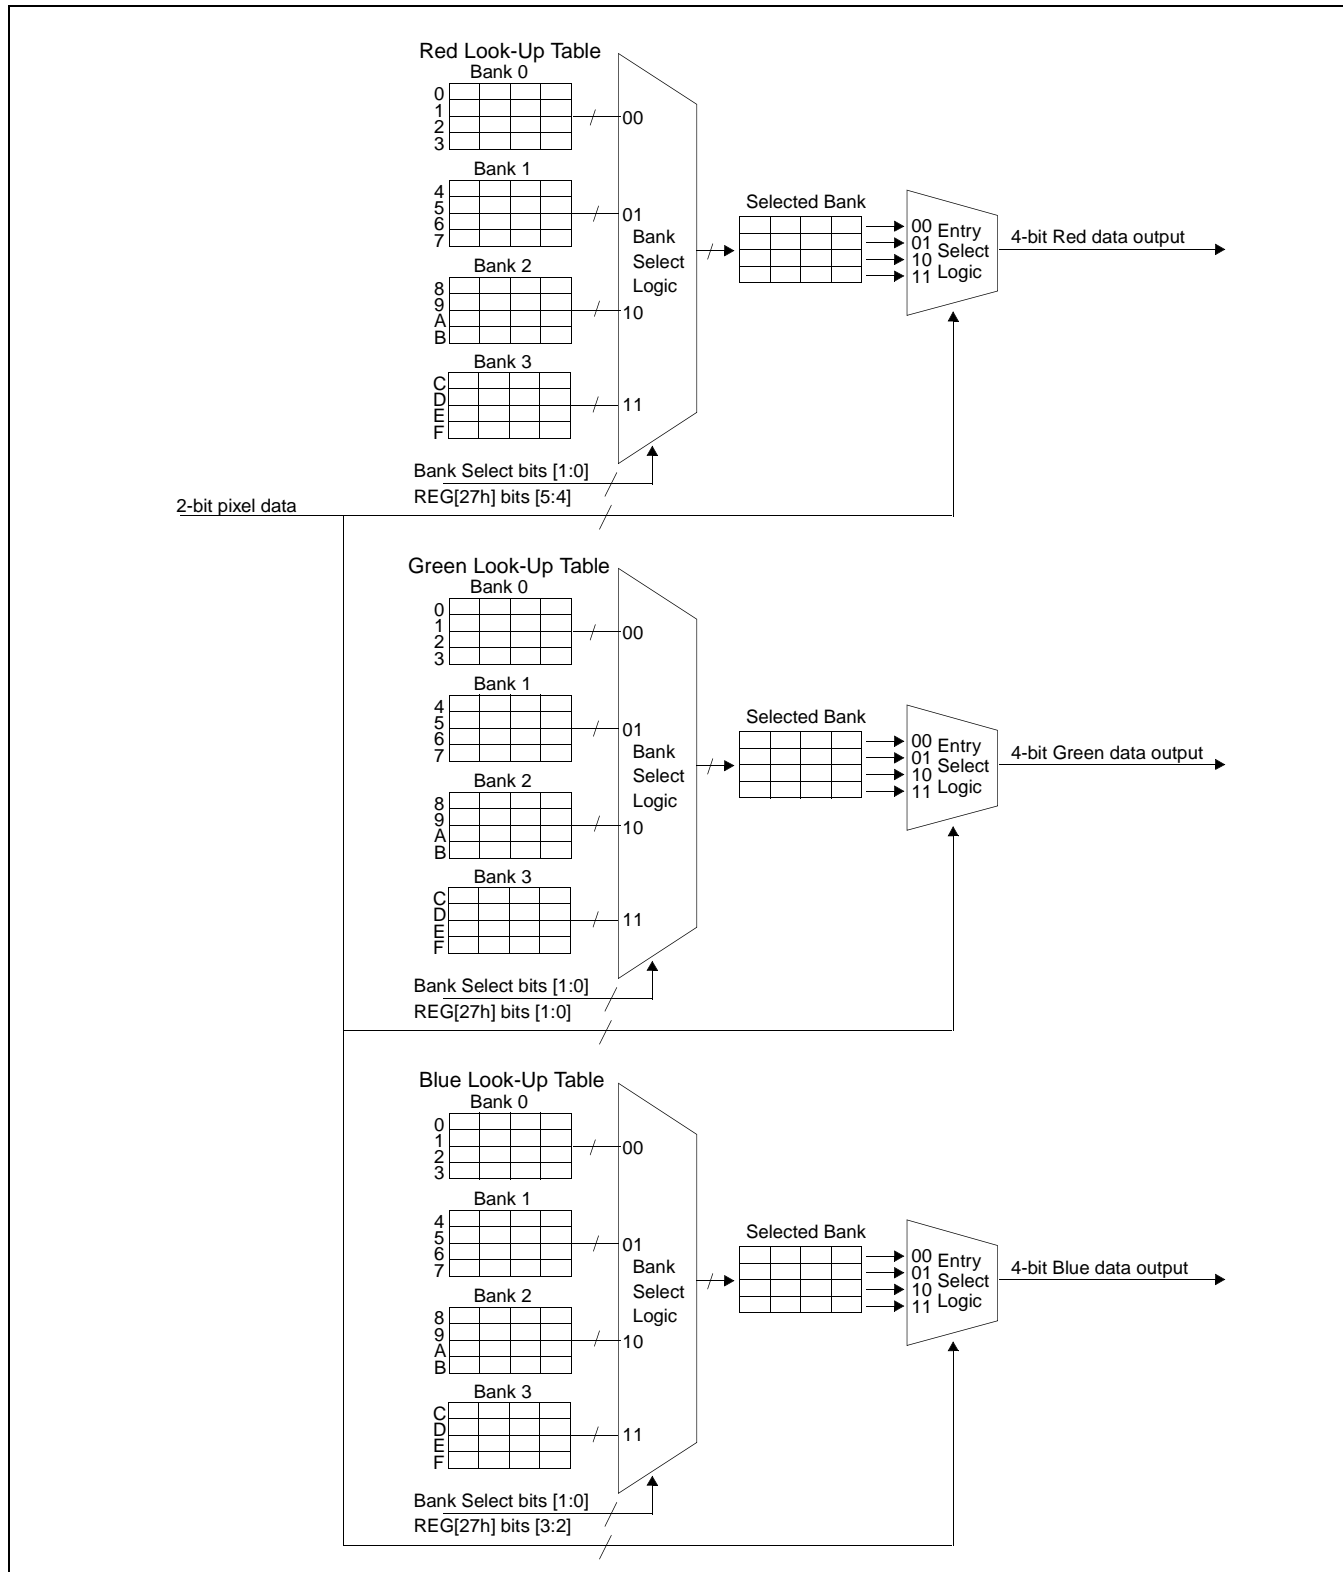 Red Look-Up Table
Bank 0
0
1
2
3
00
Bank 1
4
5
6
7
01
Bank 2
8
9
A
B
10
Bank 3
C
D
E
F
11
Bank
Select
Logic
Selected Bank
00
01
10
11
Entry
Select
Logic
4-bit Red data output
Bank Select bits [1:0]
REG[27h] bits [5:4]
2-bit pixel data
Green Look-Up Table
Bank 0
0
1
2
3
00
Bank 1
4
5
6
7
01
Bank 2
8
9
A
B
10
Bank 3
C
D
E
F
11
Bank
Select
Logic
Selected Bank
00
01
10
11
Entry
Select
Logic
4-bit Green data output
Bank Select bits [1:0]
REG[27h] bits [1:0]
Blue Look-Up Table
Bank 0
0
1
2
3
00
Bank 1
4
5
6
7
01
Bank 2
8
9
A
B
10
Bank 3
C
D
E
F
11
Bank
Select
Logic
Selected Bank
00
01
10
11
Entry
Select
Logic
4-bit Blue data output
Bank Select bits [1:0]
REG[27h] bits [3:2]